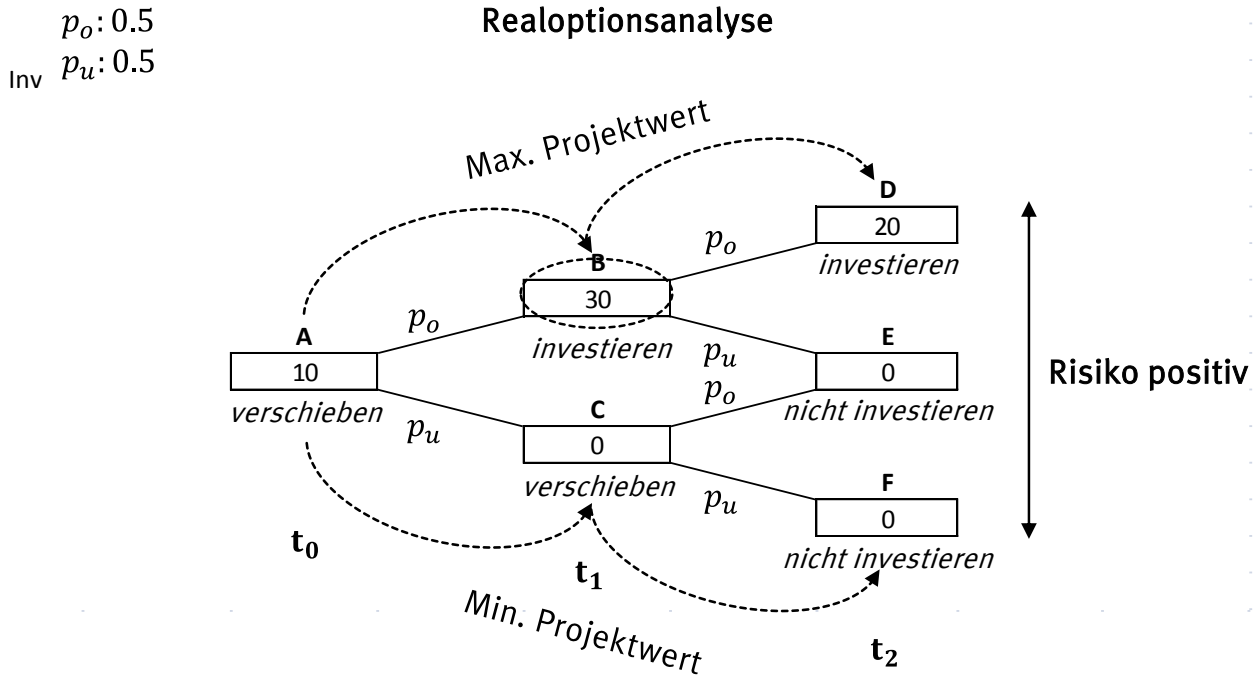 Realoptionsanalyse
p_o: 0.5
p_u: 0.5
Inv
Max. Projektwert
D
20
investieren
p_o
B
30
investieren
p_o
A
10
verschieben
p_u
E
0
nicht investieren
p_o
Risiko positiv
p_u
C
0
verschieben
p_u
F
0
nicht investieren
t_0
t_1
Min. Projektwert
t_2